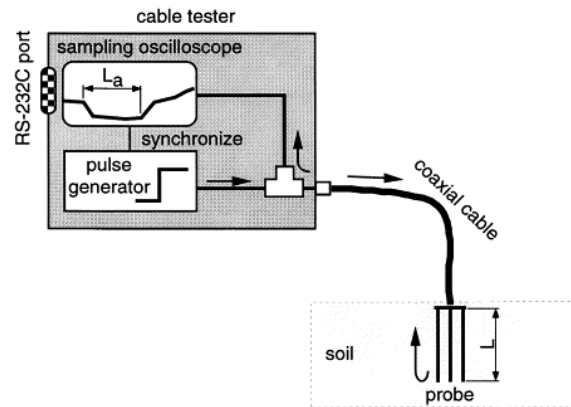 cable tester
RS-232C port
sampling oscilloscope
La
synchronize
pulse
generator
coaxial cable
soil
L
probe